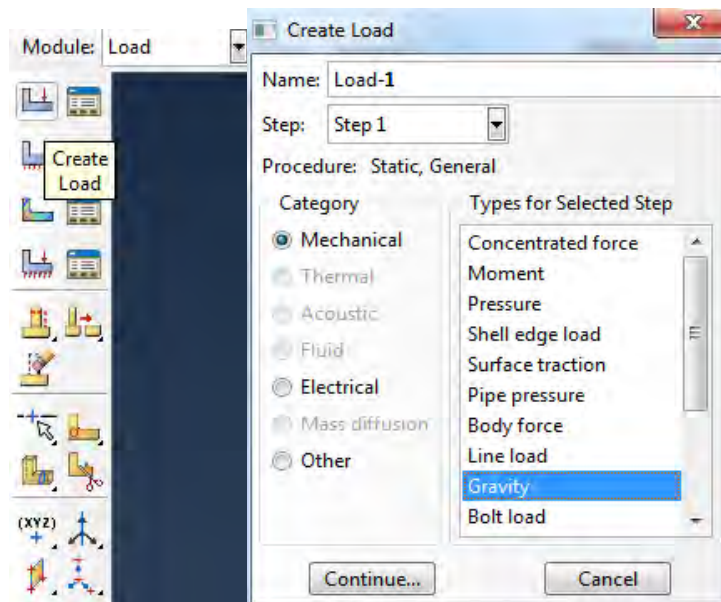 Module: Load
Create
Load
(XYZ)
Create Load
Name: Load-1
Step: Step 1
Procedure: Static, General
Category
Mechanical
Thermal
Acoustic
Fluid
Electrical
Mass diffusion
Other
Types for Selected Step
Concentrated force
Moment
Pressure
Shell edge load
Surface traction
Pipe pressure
Body force
Line load
Gravity
Bolt load
Continue...
Cancel